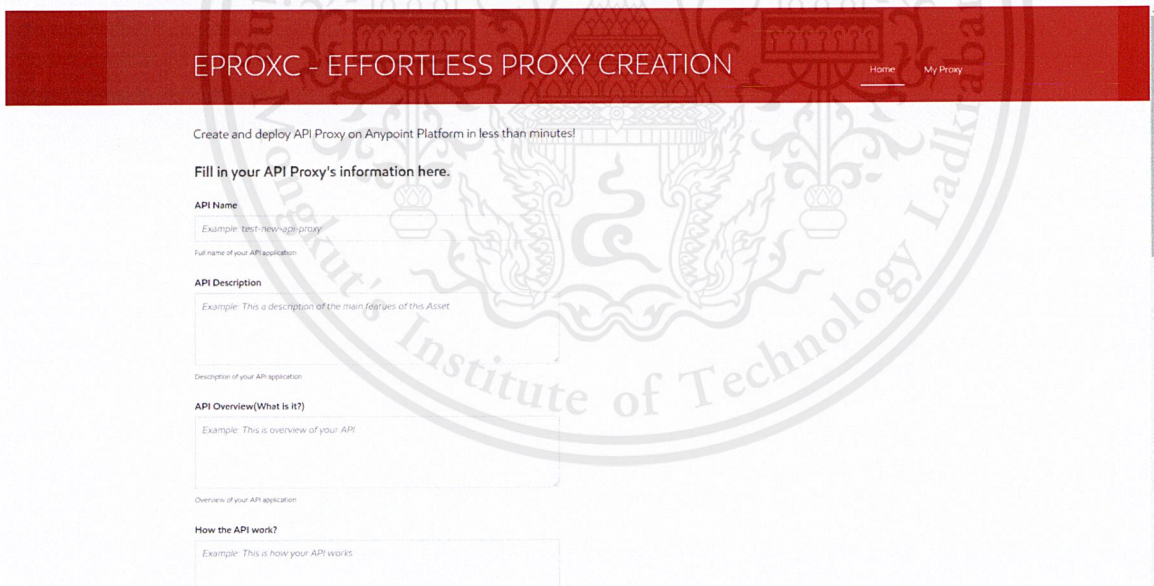 EPROXC - EFFORTLESS PROXY CREATION
Home
My Proxy
Create and deploy API Proxy on Anypoint Platform in less than minutes!
Fill in your API Proxy's information here.
API Name
Example: test-new-api-proxy
Full name of your API application
API Description
Example: This a description of the main featues of this Asset
Description of your API application
API Overview(What is it?)
Example: This is overview of your API
Overview of your API application
How the API work?
Example: This is how your API works
Mongkut's Institute of Technology Ladkrabang